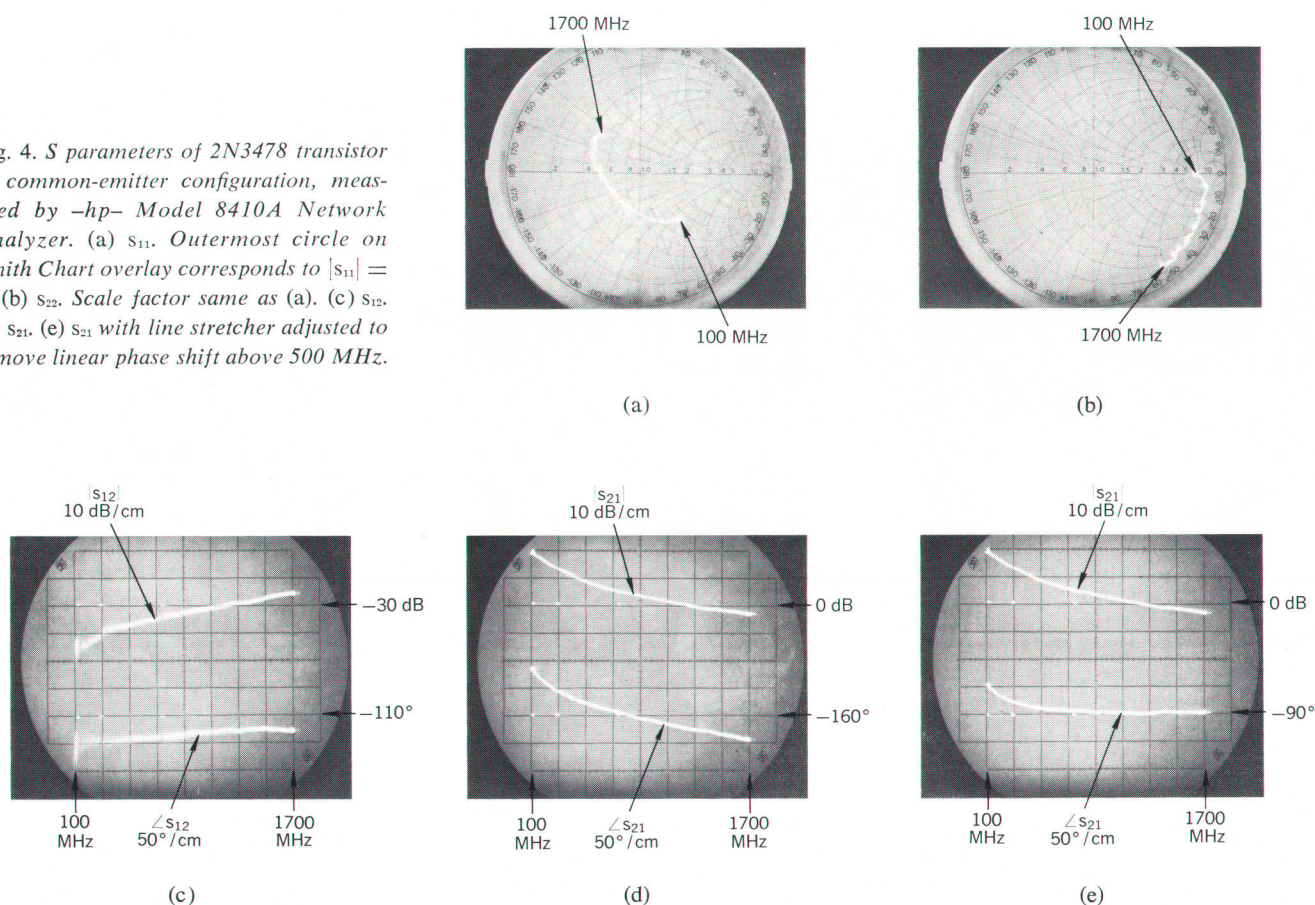 g. 4. S parameters of 2N3478 transistor
common-emitter configuration, meas-
ed by –hp– Model 8410A Network
nalyzer. (a) s₁₁. Outermost circle on
nith Chart overlay corresponds to |s₁₁| =
(b) s₂₂. Scale factor same as (a). (c) s₁₂.
s₂₁. (e) s₂₁ with line stretcher adjusted to
move linear phase shift above 500 MHz.
1700 MHz
100 MHz
(a)
100 MHz
1700 MHz
(b)
|s₁₂|
10 dB/cm
–30 dB
–110°
100
MHz
∠s₁₂
50°/cm
1700
MHz
(c)
|s₂₁|
10 dB/cm
0 dB
–160°
100
MHz
∠s₂₁
50°/cm
1700
MHz
(d)
|s₂₁|
10 dB/cm
0 dB
–90°
100
MHz
∠s₂₁
50°/cm
1700
MHz
(e)